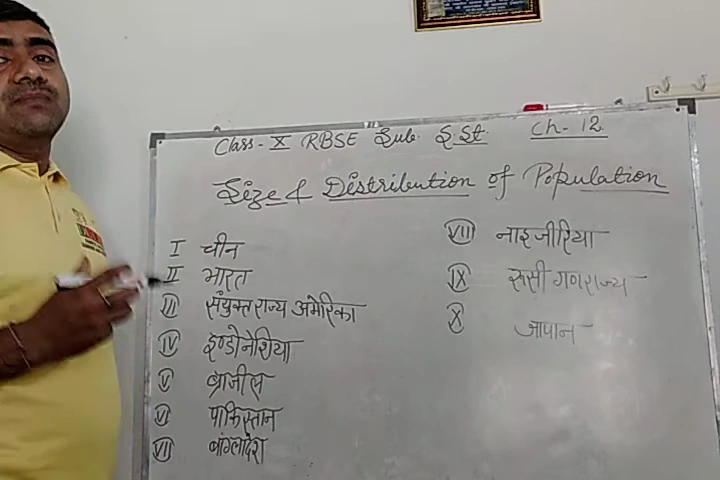 Class - X RBSE Sub. S.St. Ch - 12
Size & Distribution of Population
I चीन
II भारत
III संयुक्त राज्य अमेरिका
IV इण्डोनेशिया
V ब्राजील
VI पाकिस्तान
VII बांग्लादेश
VIII नाइजीरिया
IX रूसी गणराज्य
X जापान